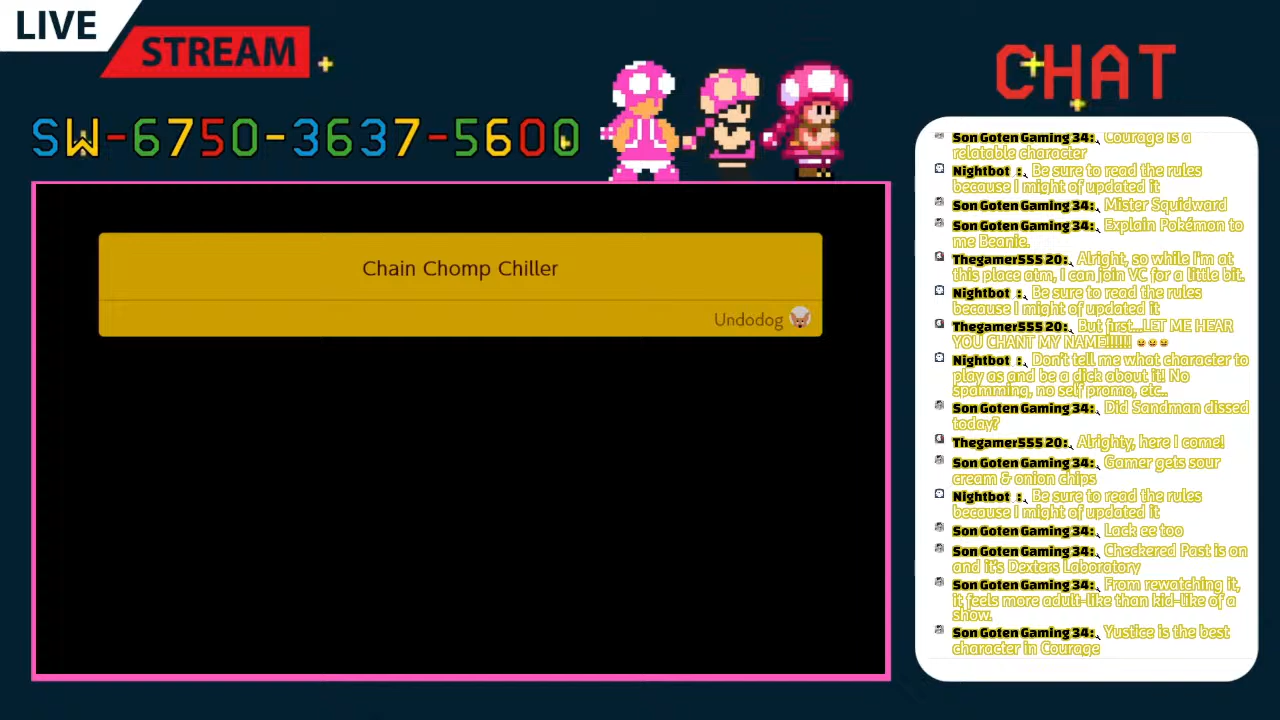 LIVE
STREAM
CHAT
SW-6750-3637-5600
Chain Chomp Chiller
Undodog
Son Goten Gaming 34: Courage is a
relatable character
Nightbot : Be sure to read the rules
because I might of updated it
Son Goten Gaming 34: Mister Squidward
Son Goten Gaming 34: Explain Pokémon to
me Beanie.
Thegamer555 20: Alright, so while I'm at
this place atm, I can join VC for a little bit.
Nightbot : Be sure to read the rules
because I might of updated it
Thegamer555 20: But first...LET ME HEAR
YOU CHANT MY NAME!!!!!! 😀😀😀
Nightbot : Don't tell me what character to
play as and be a dick about it! No
spamming, no self promo, etc..
Son Goten Gaming 34: Did Sandman dissed
today?
Thegamer555 20: Alrighty, here I come!
Son Goten Gaming 34: Gamer gets sour
cream & onion chips
Nightbot : Be sure to read the rules
because I might of updated it
Son Goten Gaming 34: Lack ee too
Son Goten Gaming 34: Checkered Past is on
and it's Dexters Laboratory
Son Goten Gaming 34: From rewatching it,
it feels more adult-like than kid-like of a
show.
Son Goten Gaming 34: Yustice is the best
character in Courage